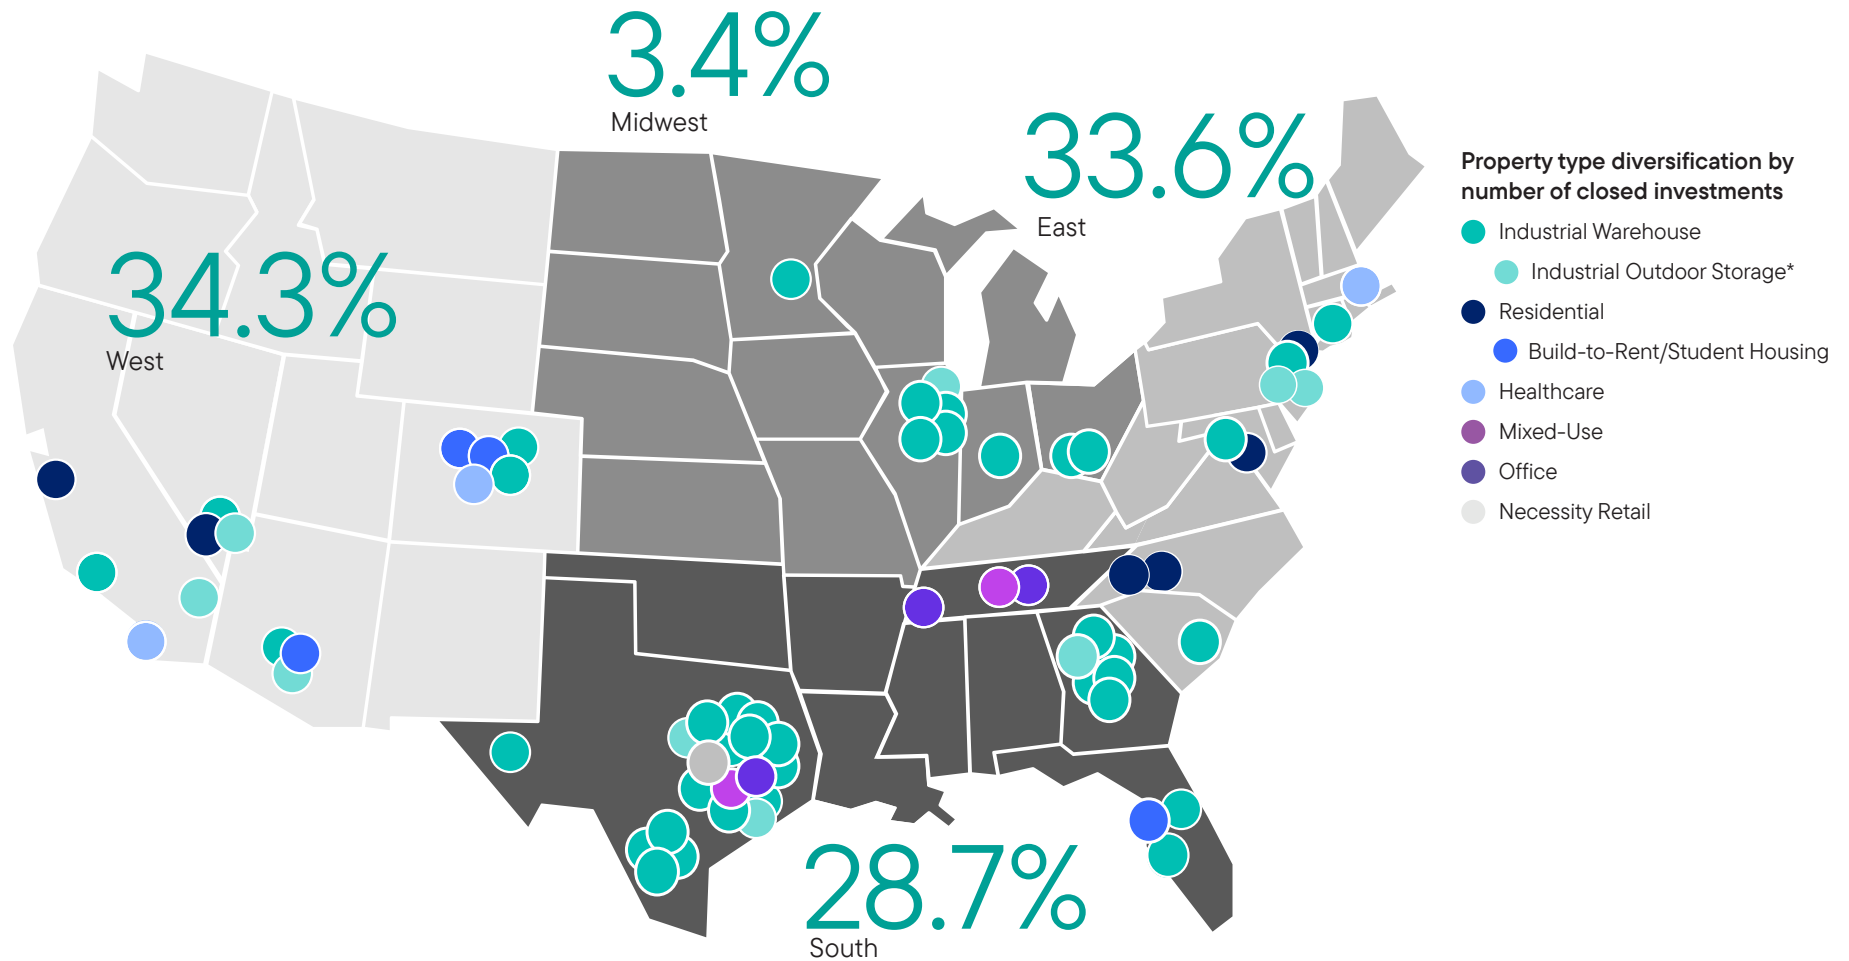 3.4%
Midwest
33.6%
East
34.3%
West
28.7%
South
Property type diversification by
number of closed investments
Industrial Warehouse
Industrial Outdoor Storage*
Residential
Build-to-Rent/Student Housing
Healthcare
Mixed-Use
Office
Necessity Retail